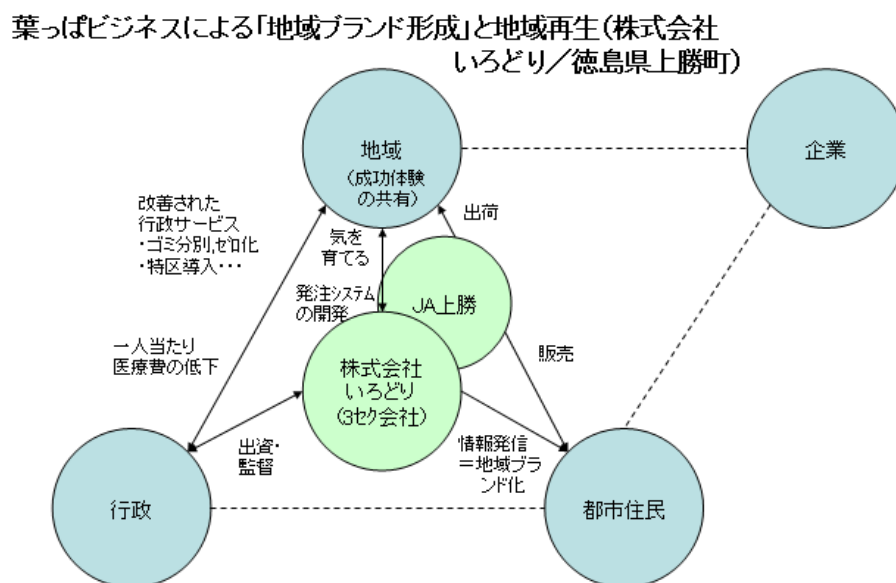 葉っぱビジネスによる「地域ブランド形成」と地域再生(株式会社
いろどり／徳島県上勝町)
地域
(成功体験
の共有)
企業
改善された
行政サービス
・ゴミ分別,ゼロ化
・特区導入・・・
出荷
気を
育てる
発注システム
の開発
JA上勝
一人当たり
医療費の低下
株式会社
いろどり
(3セク会社)
販売
出資・
監督
情報発信
＝地域ブラ
ンド化
行政
都市住民